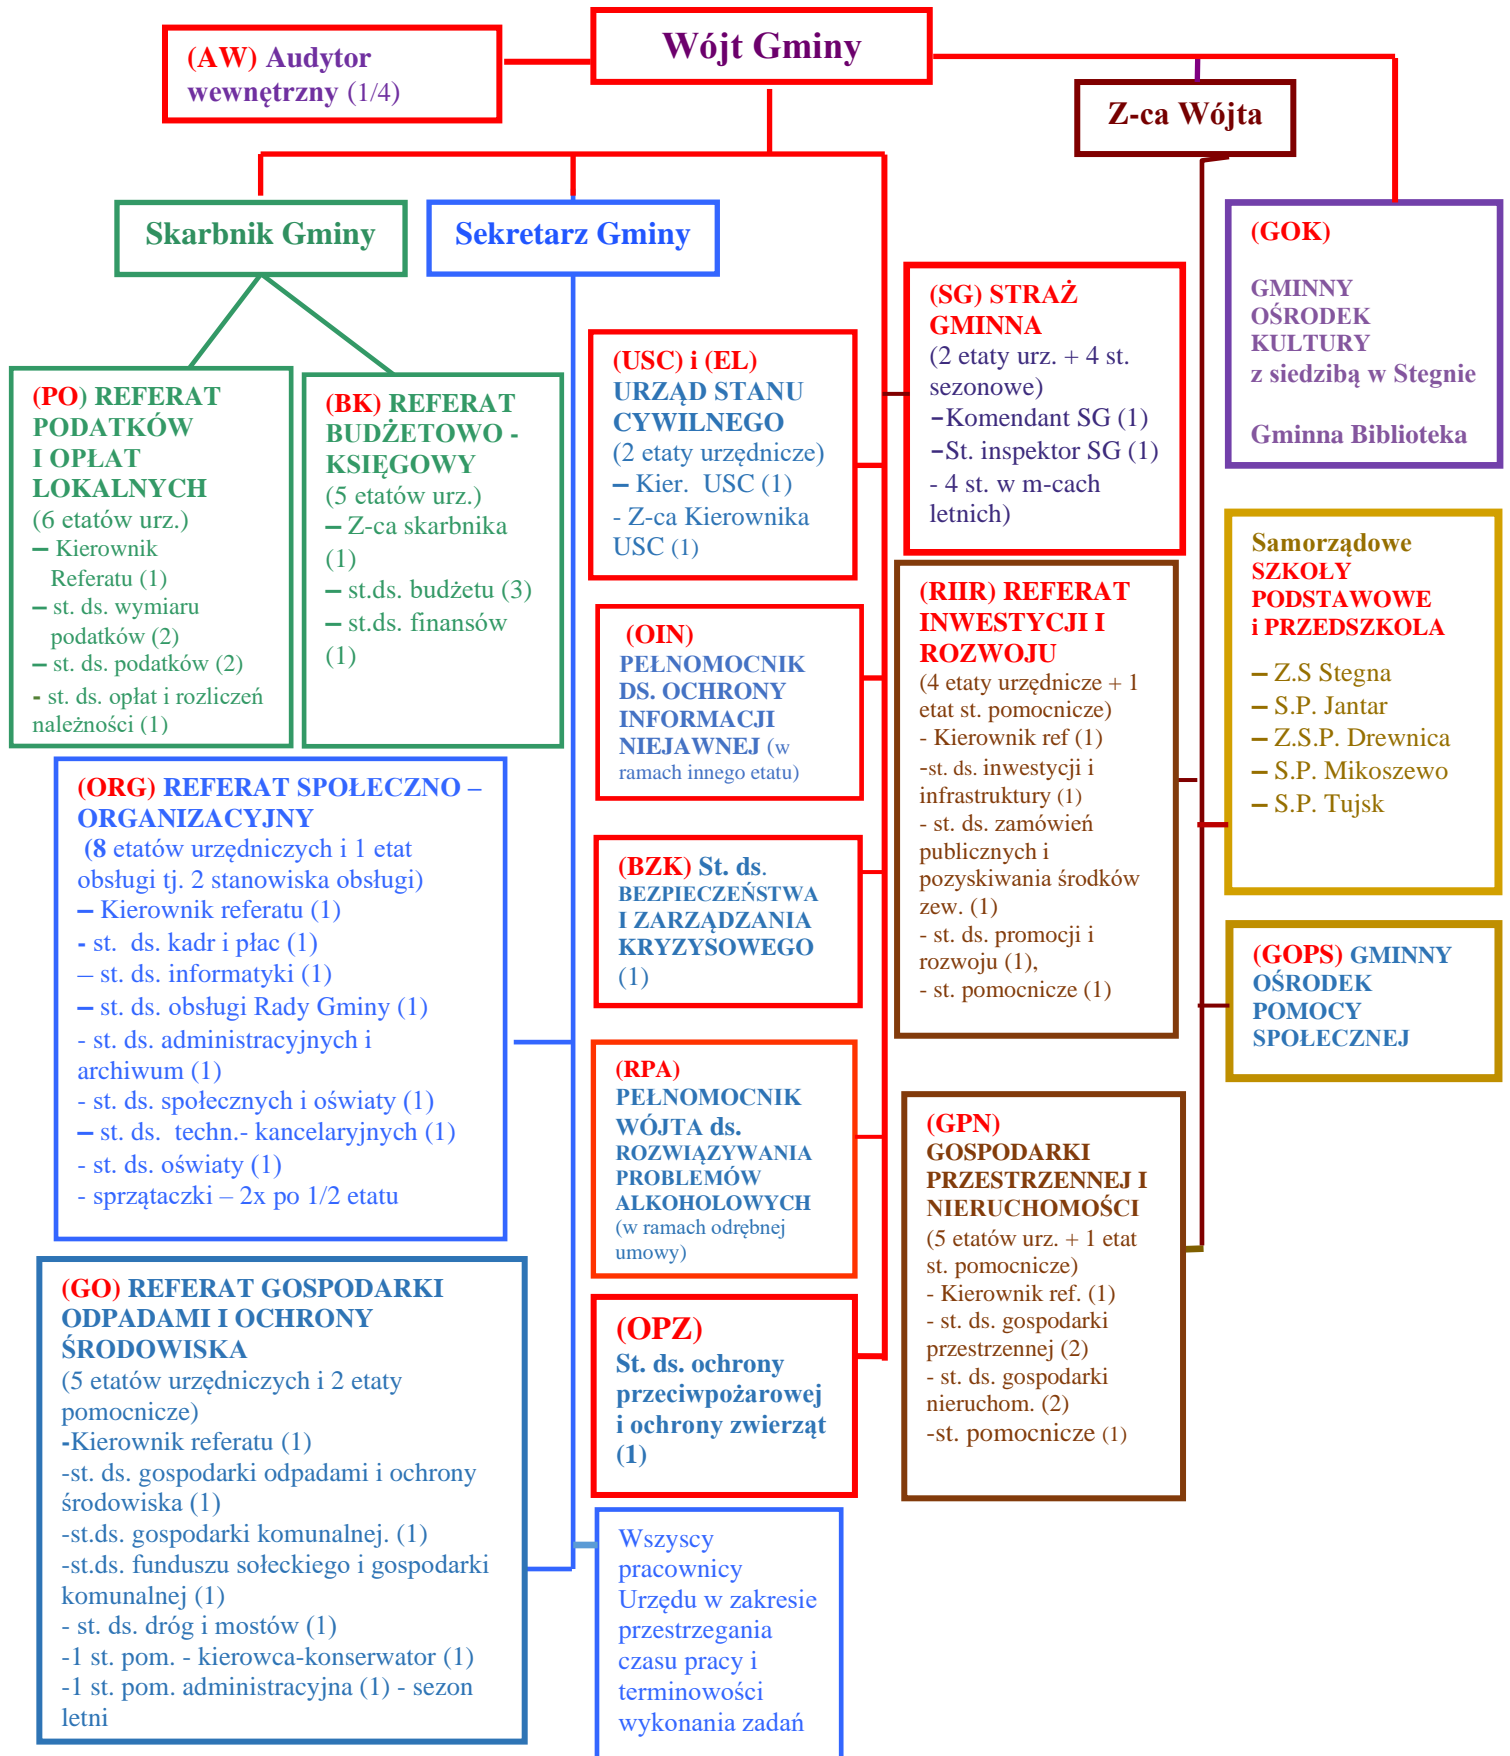 Wójt Gminy
(AW) Audytor
wewnętrzny (1/4)
Z-ca Wójta
Skarbnik Gminy
Sekretarz Gminy
(GOK)
GMINNY
OŚRODEK
KULTURY
z siedzibą w Stegnie
Gminna Biblioteka
(SG) STRAŻ
GMINNA
(2 etaty urz. + 4 st.
sezonowe)
–Komendant SG (1)
–St. inspektor SG (1)
- 4 st. w m-cach
letnich)
(USC) i (EL)
URZĄD STANU
CYWILNEGO
(2 etaty urzędnicze)
– Kier.  USC (1)
- Z-ca Kierownika
USC (1)
(PO) REFERAT
PODATKÓW
I OPŁAT
LOKALNYCH
(6 etatów urz.)
– Kierownik
Referatu (1)
– st. ds. wymiaru
podatków (2)
– st. ds. podatków (2)
- st. ds. opłat i rozliczeń
należności (1)
(BK) REFERAT
BUDŻETOWO -
KSIĘGOWY
(5 etatów urz.)
– Z-ca skarbnika
(1)
– st.ds. budżetu (3)
– st.ds. finansów
(1)
Samorządowe
SZKOŁY
PODSTAWOWE
i PRZEDSZKOLA
– Z.S Stegna
– S.P. Jantar
– Z.S.P. Drewnica
– S.P. Mikoszewo
– S.P. Tujsk
(RIIR) REFERAT
INWESTYCJI I
ROZWOJU
(4 etaty urzędnicze + 1
etat st. pomocnicze)
- Kierownik ref (1)
-st. ds. inwestycji i
infrastruktury (1)
- st. ds. zamówień
publicznych i
pozyskiwania środków
zew. (1)
- st. ds. promocji i
rozwoju (1),
- st. pomocnicze (1)
(OIN)
PEŁNOMOCNIK
DS. OCHRONY
INFORMACJI
NIEJAWNEJ (w
ramach innego etatu)
(ORG) REFERAT SPOŁECZNO –
ORGANIZACYJNY
(8 etatów urzędniczych i 1 etat
obsługi tj. 2 stanowiska obsługi)
– Kierownik referatu (1)
- st.  ds. kadr i płac (1)
– st. ds. informatyki (1)
– st. ds. obsługi Rady Gminy (1)
- st. ds. administracyjnych i
archiwum (1)
- st. ds. społecznych i oświaty (1)
– st. ds.  techn.- kancelaryjnych (1)
- st. ds. oświaty (1)
- sprzątaczki – 2x po 1/2 etatu
(BZK) St. ds.
BEZPIECZEŃSTWA
I ZARZĄDZANIA
KRYZYSOWEGO
(1)
(GOPS) GMINNY
OŚRODEK
POMOCY
SPOŁECZNEJ
(RPA)
PEŁNOMOCNIK
WÓJTA ds.
ROZWIĄZYWANIA
PROBLEMÓW
ALKOHOLOWYCH
(w ramach odrębnej
umowy)
(GPN)
GOSPODARKI
PRZESTRZENNEJ I
NIERUCHOMOŚCI
(5 etatów urz. + 1 etat
st. pomocnicze)
- Kierownik ref. (1)
- st. ds. gospodarki
przestrzennej (2)
- st. ds. gospodarki
nieruchom. (2)
-st. pomocnicze (1)
(GO) REFERAT GOSPODARKI
ODPADAMI I OCHRONY
ŚRODOWISKA
(5 etatów urzędniczych i 2 etaty
pomocnicze)
-Kierownik referatu (1)
-st. ds. gospodarki odpadami i ochrony
środowiska (1)
-st.ds. gospodarki komunalnej. (1)
-st.ds. funduszu sołeckiego i gospodarki
komunalnej (1)
- st. ds. dróg i mostów (1)
-1 st. pom. - kierowca-konserwator (1)
-1 st. pom. administracyjna (1) - sezon
letni
(OPZ)
St. ds. ochrony
przeciwpożarowej
i ochrony zwierząt
(1)
Wszyscy
pracownicy
Urzędu w zakresie
przestrzegania
czasu pracy i
terminowości
wykonania zadań